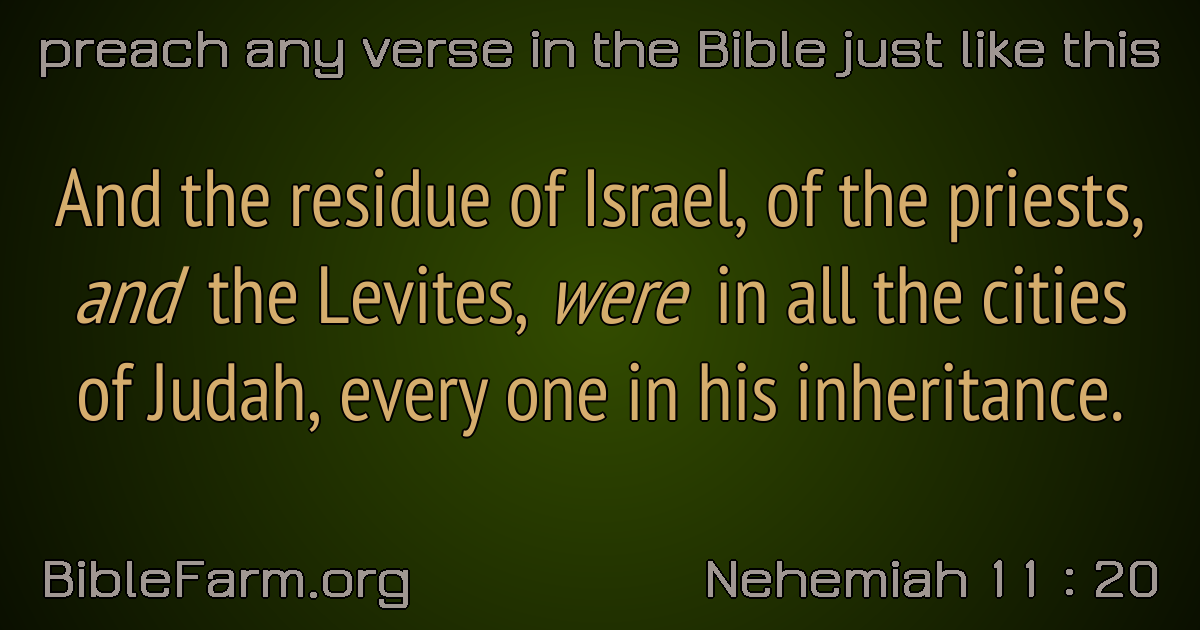 preach any verse in the Bible just like this
And the residue of Israel, of the priests,
and the Levites, were in all the cities
of Judah, every one in his inheritance.
BibleFarm.org
Nehemiah 11 : 20